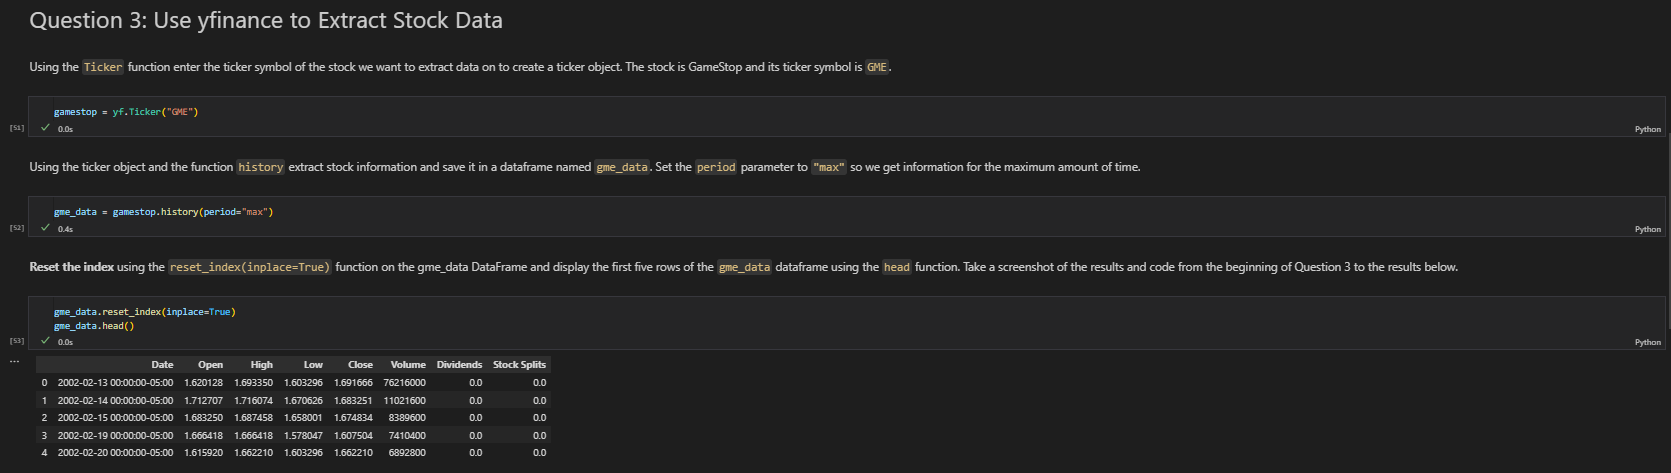 Question 3: Use yfinance to Extract Stock Data
Using the Ticker function enter the ticker symbol of the stock we want to extract data on to create a ticker object. The stock is GameStop and its ticker symbol is GME.
gamestop = yf.Ticker("GME")
[51] ✓ 0.0s Python
Using the ticker object and the function history extract stock information and save it in a dataframe named gme_data. Set the period parameter to "max" so we get information for the maximum amount of time.
gme_data = gamestop.history(period="max")
[52] ✓ 0.4s Python
Reset the index using the reset_index(inplace=True) function on the gme_data DataFrame and display the first five rows of the gme_data dataframe using the head function. Take a screenshot of the results and code from the beginning of Question 3 to the results below.
gme_data.reset_index(inplace=True)
gme_data.head()
[53] ✓ 0.0s Python
...
Date Open High Low Close Volume Dividends Stock Splits
0 2002-02-13 00:00:00-05:00 1.620128 1.693350 1.603296 1.691666 76216000 0.0 0.0
1 2002-02-14 00:00:00-05:00 1.712707 1.716074 1.670626 1.683251 11021600 0.0 0.0
2 2002-02-15 00:00:00-05:00 1.683250 1.687458 1.658001 1.674834 8389600 0.0 0.0
3 2002-02-19 00:00:00-05:00 1.666418 1.666418 1.578047 1.607504 7410400 0.0 0.0
4 2002-02-20 00:00:00-05:00 1.615920 1.662210 1.603296 1.662210 6892800 0.0 0.0